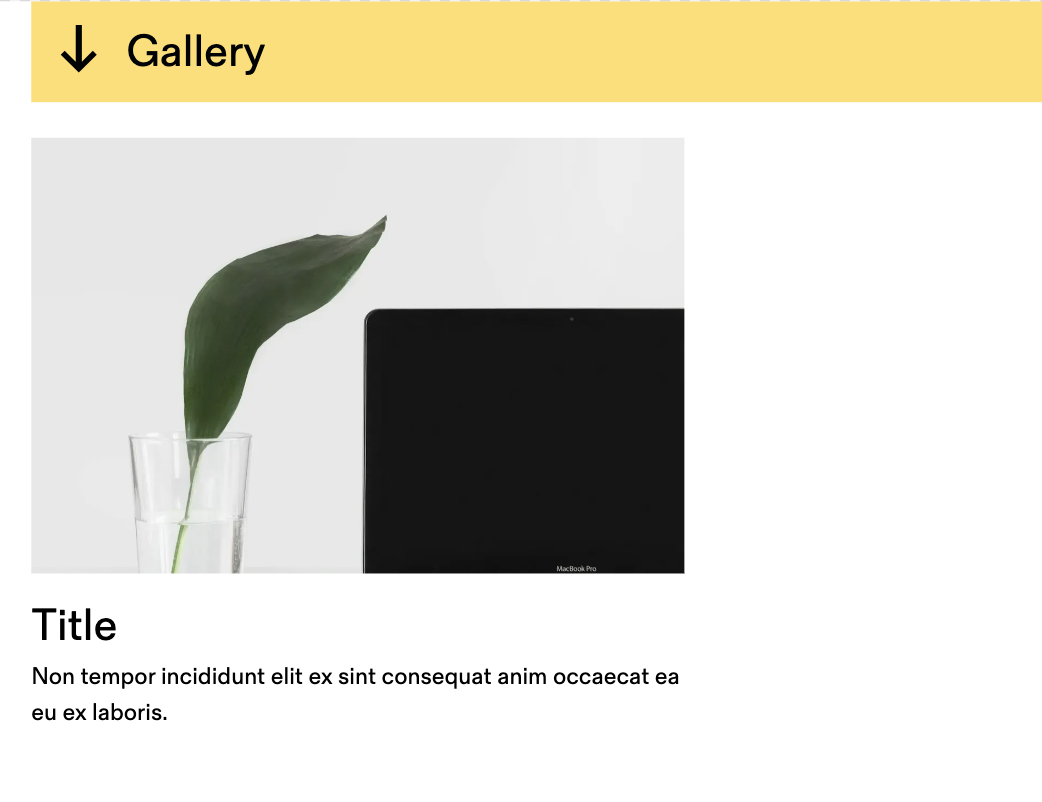 Gallery
MacBook Pro
Title
Non tempor incididunt elit ex sint consequat anim occaecat ea
eu ex laboris.